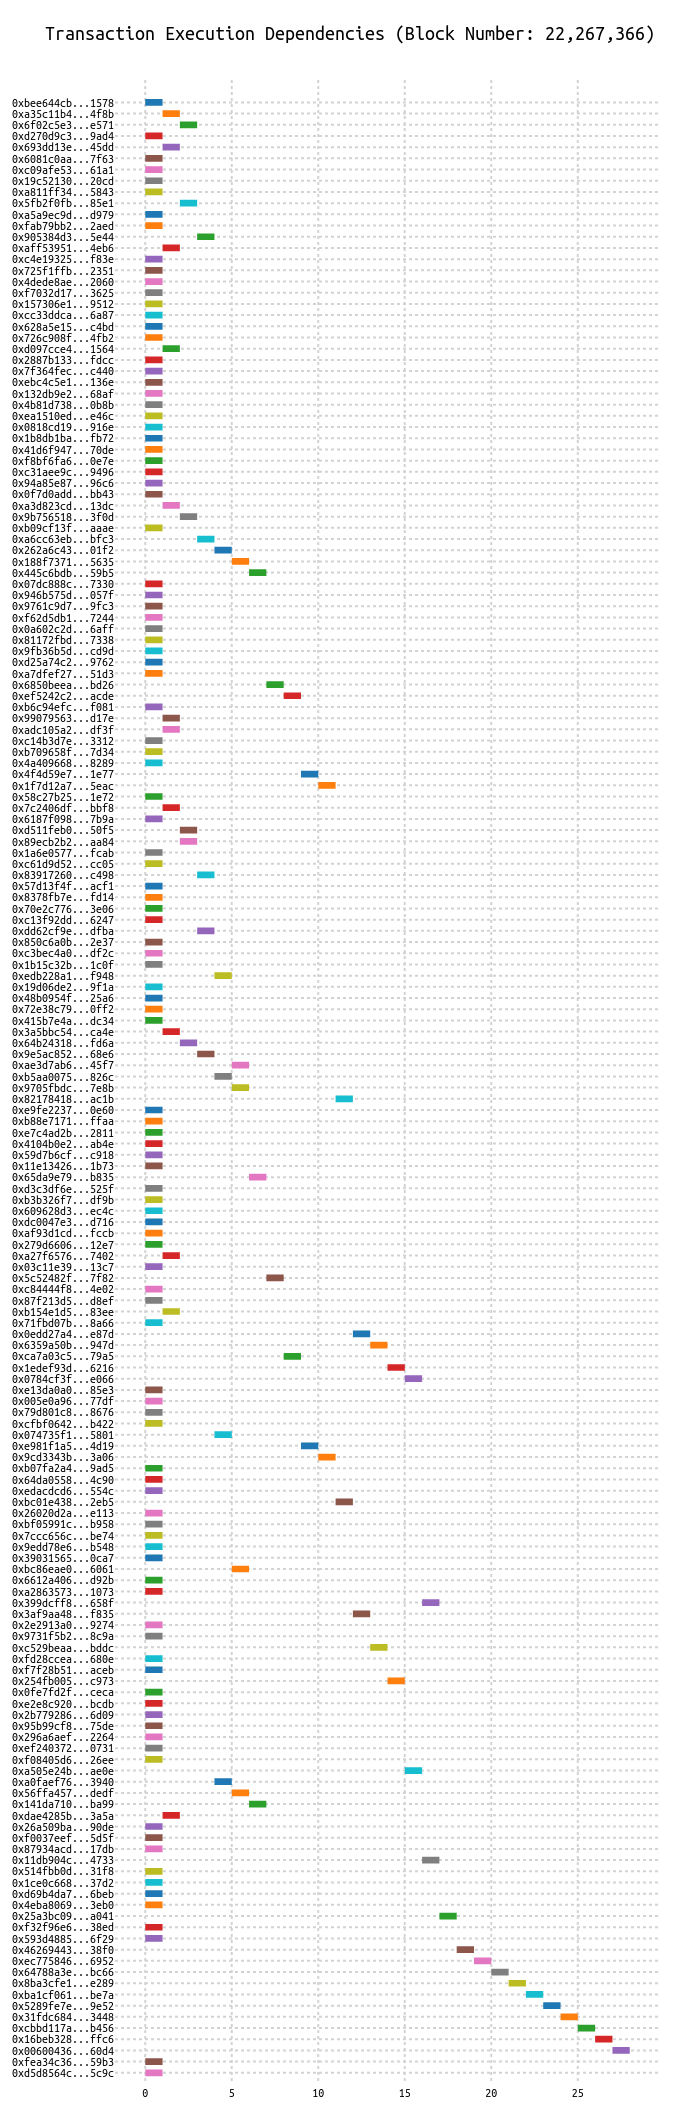 Transaction Execution Dependencies (Block Number: 22,267,366)
0xbee644cb...1578
0xa35c11b4...4f8b
0x6f02c5e3...e571
0xd270d9c3...9ad4
0x693dd13e...45dd
0x6081c0aa...7f63
0xc09afe53...61a1
0x19c52130...20cd
0xa811ff34...5843
0x5fb2f0fb...85e1
0xa5a9ec9d...d979
0xfab79bb2...2aed
0x905384d3...5e44
0xaff53951...4eb6
0xc4e19325...f83e
0x725f1ffb...2351
0x4dede8ae...2060
0xf7032d17...3625
0x157306e1...9512
0xcc33ddca...6a87
0x628a5e15...c4bd
0x726c908f...4fb2
0xd097cce4...1564
0x2887b133...fdcc
0x7f364fec...c440
0xebc4c5e1...136e
0x132db9e2...68af
0x4b81d738...0b8b
0xea1510ed...e46c
0x0818cd19...916e
0x1b8db1ba...fb72
0x41d6f947...70de
0xf8bf6fa6...0e7e
0xc31aee9c...9496
0x94a85e87...96c6
0x0f7d0add...bb43
0xa3d823cd...13dc
0x9b756518...3f0d
0xb09cf13f...aaae
0xa6cc63eb...bfc3
0x262a6c43...01f2
0x188f7371...5635
0x445c6bdb...59b5
0x07dc888c...7330
0x946b575d...057f
0x9761c9d7...9fc3
0xf62d5db1...7244
0x0a602c2d...6aff
0x81172fbd...7338
0x9fb36b5d...cd9d
0xd25a74c2...9762
0xa7dfef27...51d3
0x6850beea...bd26
0xef5242c2...acde
0xb6c94efc...f081
0x99079563...d17e
0xadc105a2...df3f
0xc14b3d7e...3312
0xb709658f...7d34
0x4a409668...8289
0x4f4d59e7...1e77
0x1f7d12a7...5eac
0x58c27b25...1e72
0x7c2406df...bbf8
0x6187f098...7b9a
0xd511feb0...50f5
0x89ecb2b2...aa84
0x1a6e0577...fcab
0xc61d9d52...cc05
0x83917260...c498
0x57d13f4f...acf1
0x8378fb7e...fd14
0x70e2c776...3e06
0xc13f92dd...6247
0xdd62cf9e...dfba
0x850c6a0b...2e37
0xc3bec4a0...df2c
0x1b15c32b...1c0f
0xedb228a1...f948
0x19d06de2...9f1a
0x48b0954f...25a6
0x72e38c79...0ff2
0x415b7e4a...dc34
0x3a5bbc54...ca4e
0x64b24318...fd6a
0x9e5ac852...68e6
0xae3d7ab6...45f7
0xb5aa0075...826c
0x9705fbdc...7e8b
0x82178418...ac1b
0xe9fe2237...0e60
0xb88e7171...ffaa
0xe7c4ad2b...2811
0x4104b0e2...ab4e
0x59d7b6cf...c918
0x11e13426...1b73
0x65da9e79...b835
0xd3c3df6e...525f
0xb3b326f7...df9b
0x609628d3...ec4c
0xdc0047e3...d716
0xaf93d1cd...fccb
0x279d6606...12e7
0xa27f6576...7402
0x03c11e39...13c7
0x5c52482f...7f82
0xc84444f8...4e02
0x87f213d5...d8ef
0xb154e1d5...83ee
0x71fbd07b...8a66
0x0edd27a4...e87d
0x6359a50b...947d
0xca7a03c5...79a5
0x1edef93d...6216
0x0784cf3f...e066
0xe13da0a0...85e3
0x005e0a96...77df
0x79d801c8...8676
0xcfbf0642...b422
0x074735f1...5801
0xe981f1a5...4d19
0x9cd3343b...3a06
0xb07fa2a4...9ad5
0x64da0558...4c90
0xedacdcd6...554c
0xbc01e438...2eb5
0x26020d2a...e113
0xbf05991c...b958
0x7ccc656c...be74
0x9edd78e6...b548
0x39031565...0ca7
0xbc86eae0...6061
0x6612a406...d92b
0xa2863573...1073
0x399dcff8...658f
0x3af9aa48...f835
0x2e2913a0...9274
0x9731f5b2...8c9a
0xc529beaa...bddc
0xfd28ccea...680e
0xf7f28b51...aceb
0x254fb005...c973
0x0fe7fd2f...ceca
0xe2e8c920...bcdb
0x2b779286...6d09
0x95b99cf8...75de
0x296a6aef...2264
0xef240372...0731
0xf08405d6...26ee
0xa505e24b...ae0e
0xa0faef76...3940
0x56ffa457...dedf
0x141da710...ba99
0xdae4285b...3a5a
0x26a509ba...90de
0xf0037eef...5d5f
0x87934acd...17db
0x11db904c...4733
0x514fbb0d...31f8
0x1ce0c668...37d2
0xd69b4da7...6beb
0x4eba8069...3eb0
0x25a3bc09...a041
0xf32f96e6...38ed
0x593d4885...6f29
0x46269443...38f0
0xec775846...6952
0x64788a3e...bc66
0x8ba3cfe1...e289
0xba1cf061...be7a
0x5289fe7e...9e52
0x31fdc684...3448
0xcbbd117a...b456
0x16beb328...ffc6
0x00600436...60d4
0xfea34c36...59b3
0xd5d8564c...5c9c
0 5 10 15 20 25